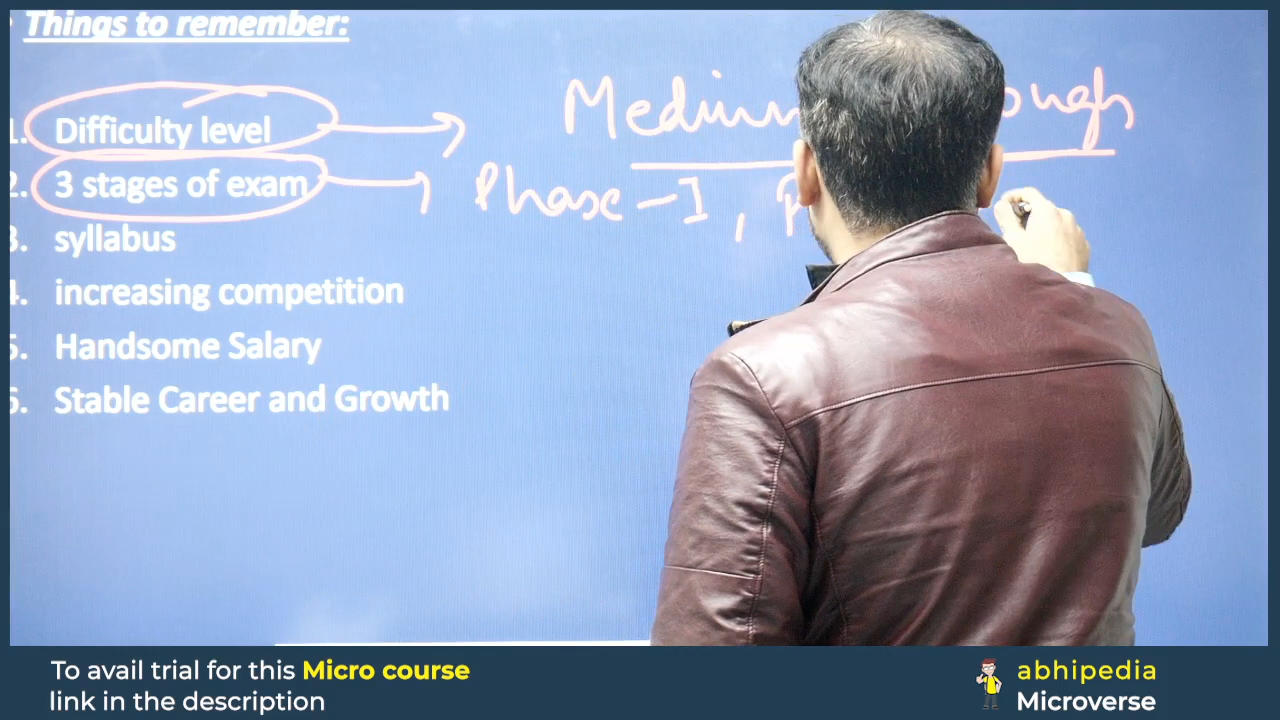 Things to remember:
1. Difficulty level
Medium
2. 3 stages of exam
Phase-I,
3. syllabus
4. increasing competition
5. Handsome Salary
6. Stable Career and Growth
To avail trial for this Micro course
link in the description
abhipedia
Microverse